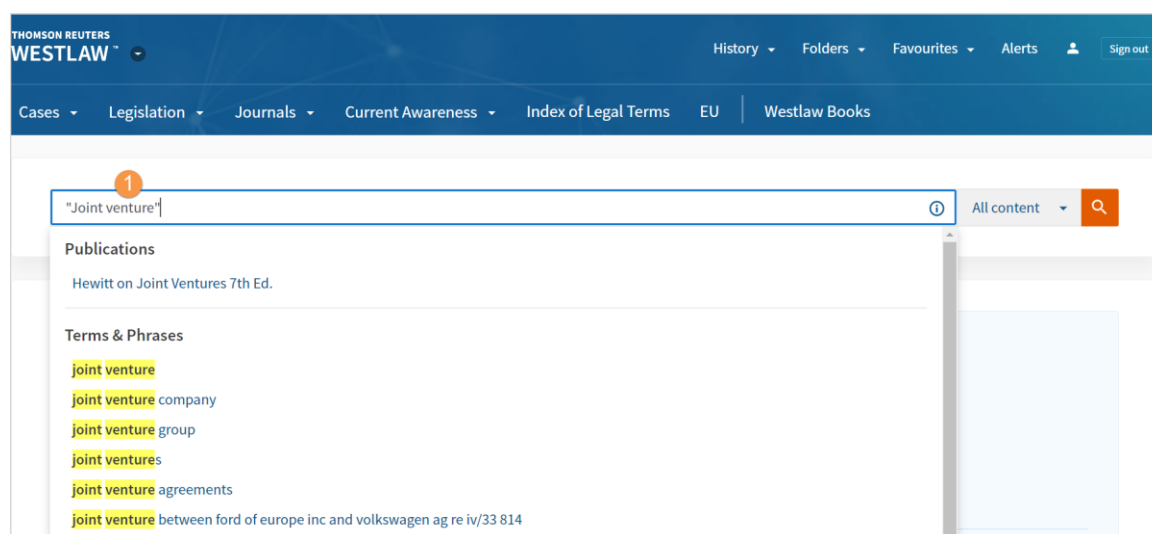 THOMSON REUTERS
WESTLAW™
History Folders Favourites Alerts Sign out
Cases Legislation Journals Current Awareness Index of Legal Terms EU Westlaw Books
1
"Joint venture"
All content
Publications
Hewitt on Joint Ventures 7th Ed.
Terms & Phrases
joint venture
joint venture company
joint venture group
joint ventures
joint venture agreements
joint venture between ford of europe inc and volkswagen ag re iv/33 814